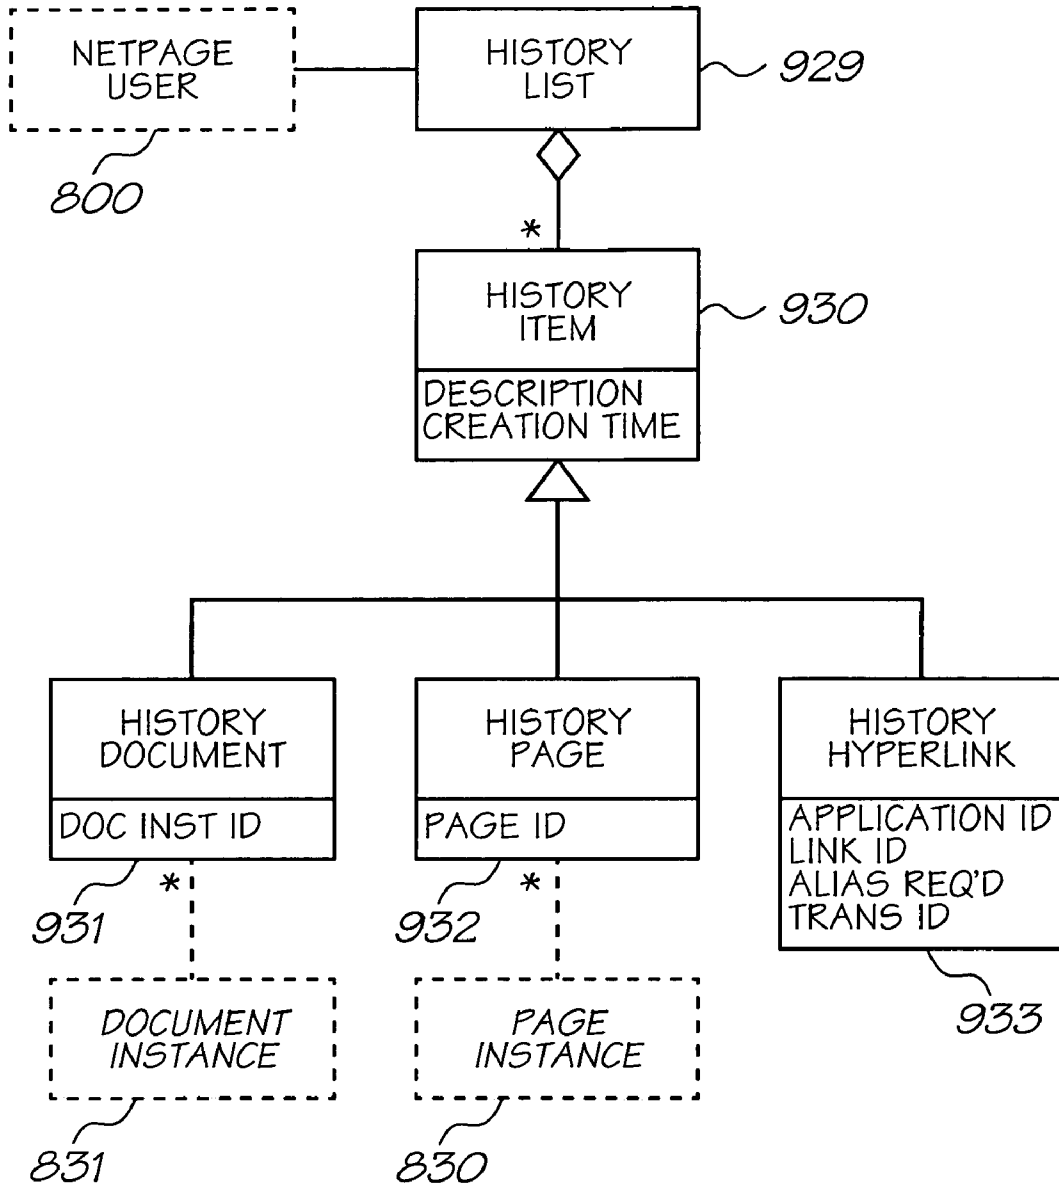 NETPAGE
USER
HISTORY
LIST
929
800
*
HISTORY
ITEM
930
DESCRIPTION
CREATION TIME
HISTORY
DOCUMENT
HISTORY
PAGE
HISTORY
HYPERLINK
DOC INST ID
PAGE ID
APPLICATION ID
LINK ID
ALIAS REQ'D
TRANS ID
931
*
932
*
933
DOCUMENT
INSTANCE
PAGE
INSTANCE
831
830